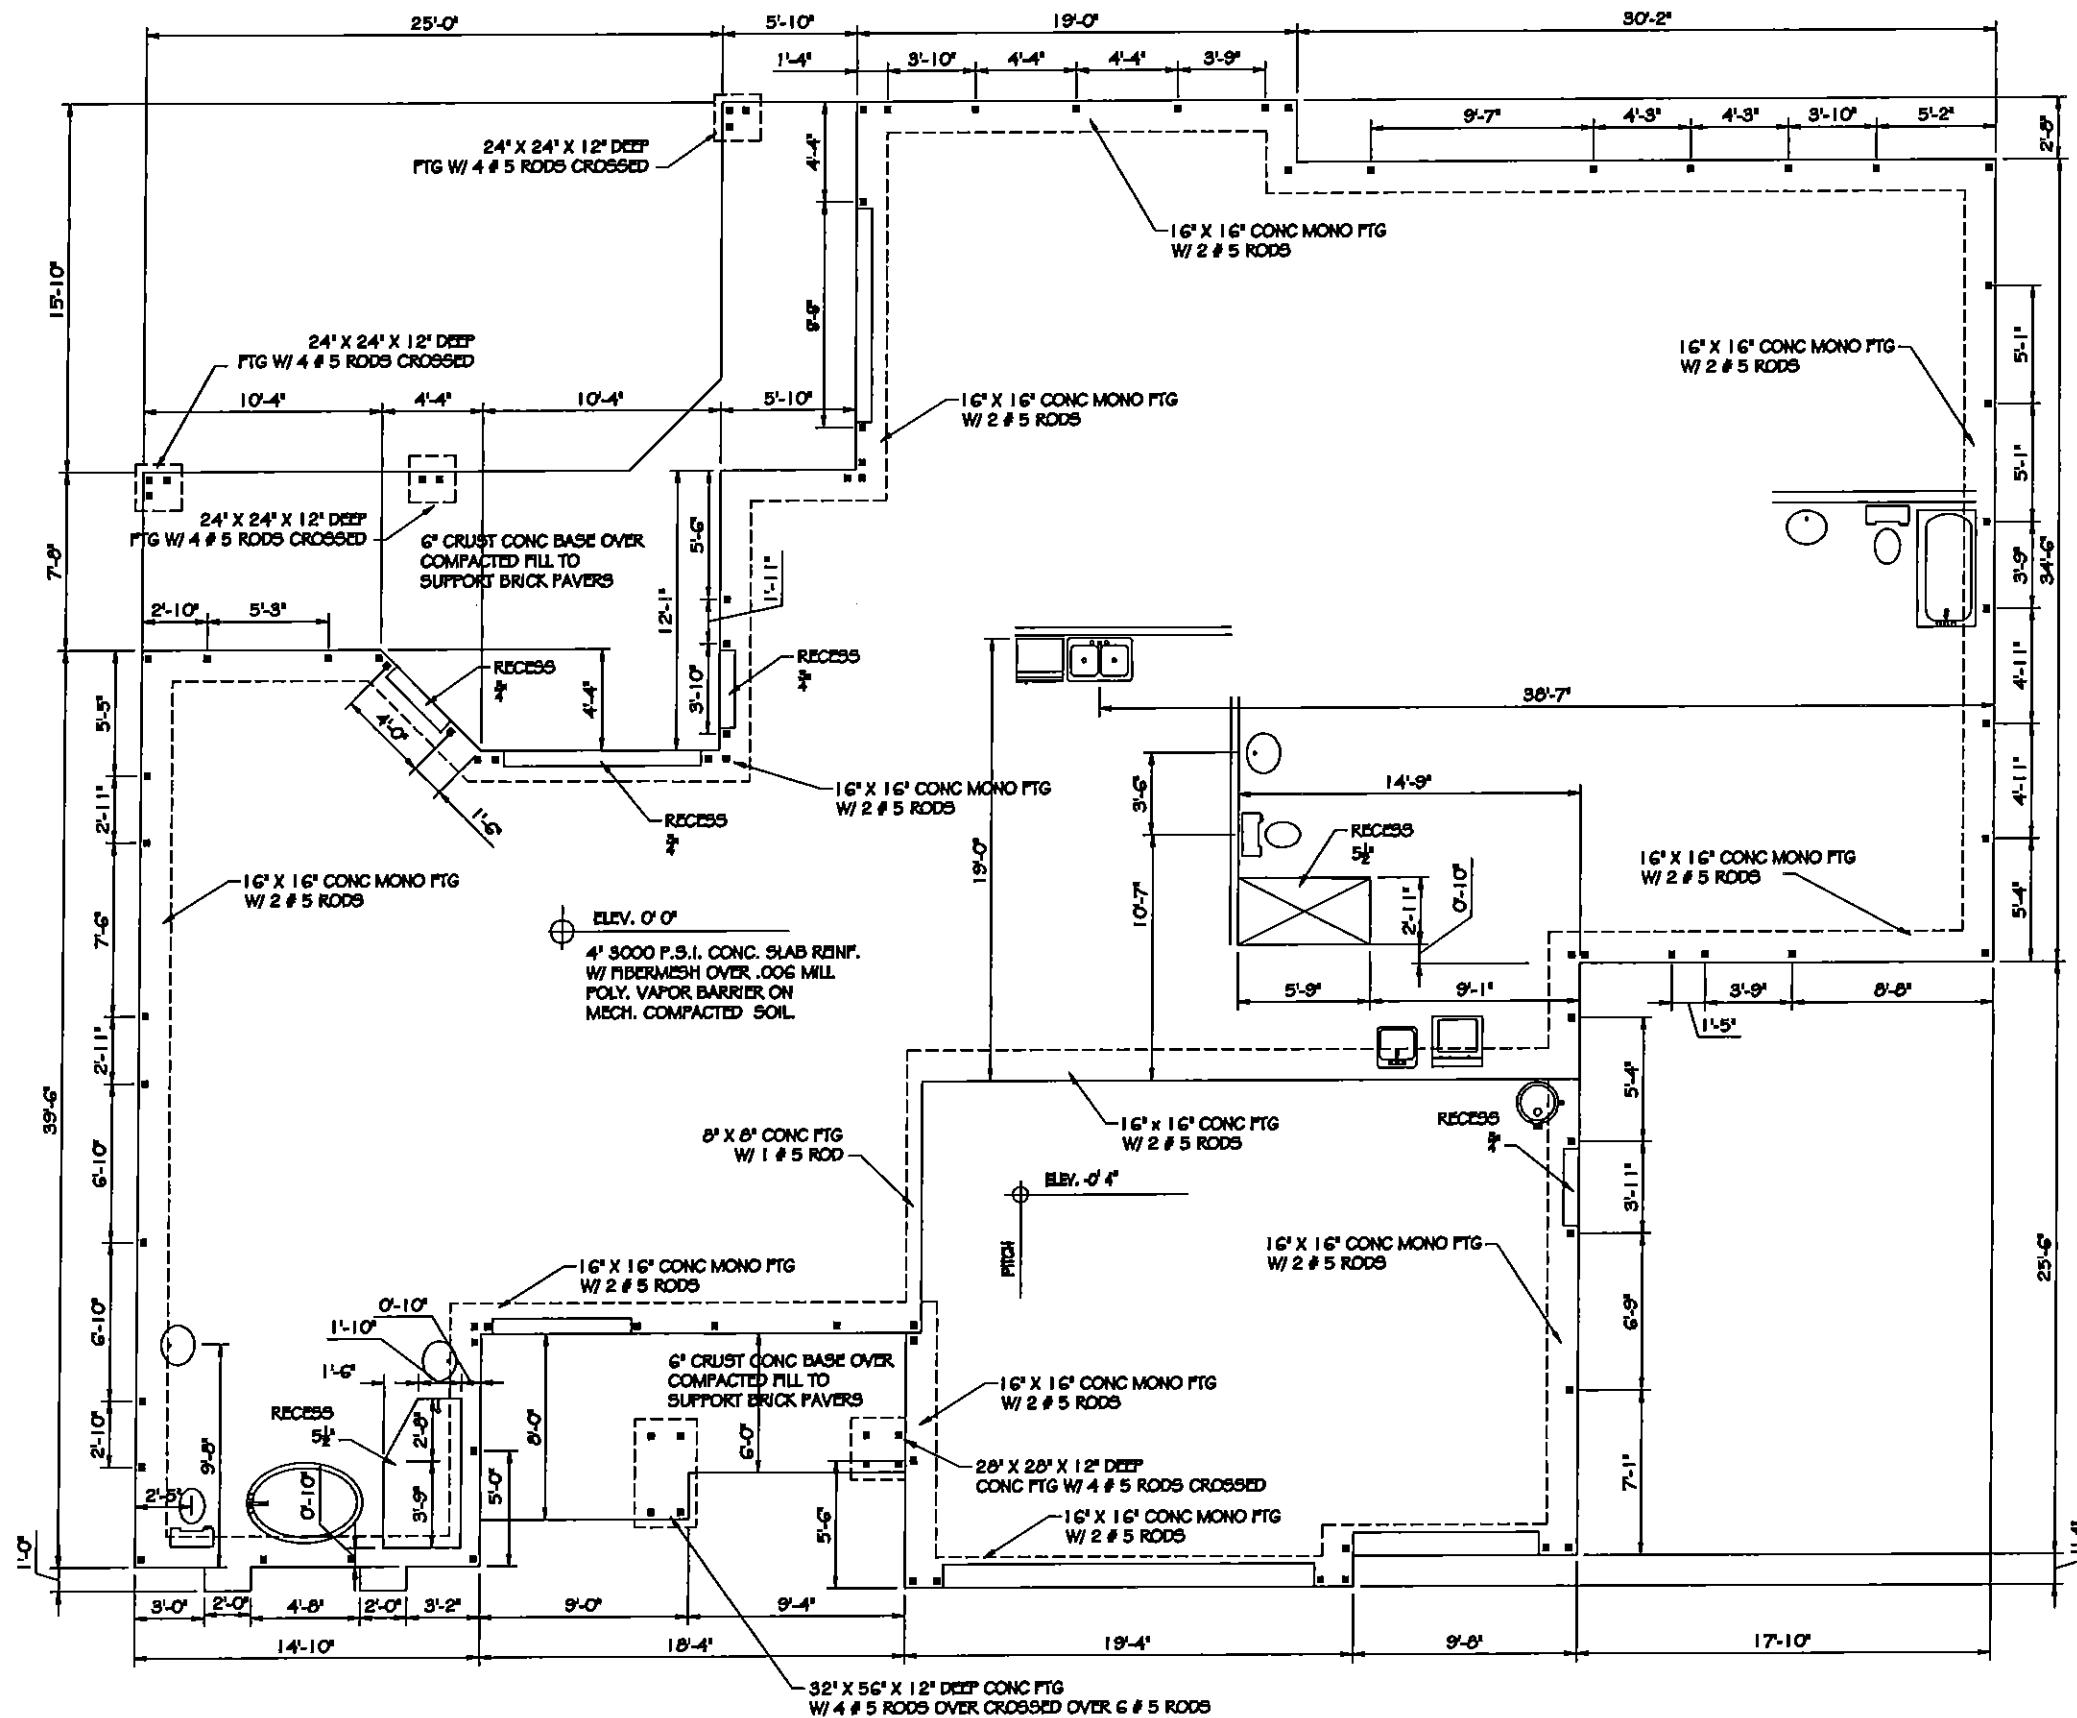 25'-0"
5'-10"
19'-0"
30'-2"
1'-4"
3'-10"
4'-4"
4'-4"
3'-9"
9'-7"
4'-3"
4'-3"
3'-10"
5'-2"
2'-8"
24" X 24" X 12" DEEP
FTG W/ 4 # 5 RODS CROSSED
4'-4"
16" X 16" CONC MONO FTG
W/ 2 # 5 RODS
15'-10"
24" X 24" X 12" DEEP
FTG W/ 4 # 5 RODS CROSSED
16" X 16" CONC MONO FTG
W/ 2 # 5 RODS
5'-1"
10'-4"
4'-4"
10'-4"
5'-10"
16" X 16" CONC MONO FTG
W/ 2 # 5 RODS
5'-1"
24" X 24" X 12" DEEP
FTG W/ 4 # 5 RODS CROSSED
6" CRUST CONC BASE OVER
COMPACTED FILL TO
SUPPORT BRICK PAVERS
7'-8"
5'-6"
1'-11"
12'-1"
3'-9"
34'-6"
2'-10"
5'-3"
RECESS
RECESS
3'-10"
4'-4"
4'-0"
1'-6"
5'-5"
38'-7"
4'-11"
4'-11"
16" X 16" CONC MONO FTG
W/ 2 # 5 RODS
RECESS
2'-11"
14'-9"
3'-6"
RECESS
5½"
19'-0"
16" X 16" CONC MONO FTG
W/ 2 # 5 RODS
16" X 16" CONC MONO FTG
W/ 2 # 5 RODS
7'-6"
ELEV. 0' 0"
4" 3000 P.S.I. CONC. SLAB REINF.
W/ FIBERMESH OVER .006 MILL
POLY. VAPOR BARRIER ON
MECH. COMPACTED SOIL.
10'-7"
2'-11"
0'-10"
5'-4"
5'-9"
9'-1"
3'-9"
8'-8"
1'-5"
2'-11"
39'-6"
5'-4"
16" x 16" CONC FTG
W/ 2 # 5 RODS
RECESS
8" X 8" CONC FTG
W/ 1 # 5 ROD
6'-10"
ELEV. -0' 4"
PITCH
3'-11"
16" X 16" CONC MONO FTG
W/ 2 # 5 RODS
25'-6"
16" X 16" CONC MONO FTG
W/ 2 # 5 RODS
6'-10"
0'-10"
1'-10"
1'-6"
6'-9"
6" CRUST CONC BASE OVER
COMPACTED FILL TO
SUPPORT BRICK PAVERS
16" X 16" CONC MONO FTG
W/ 2 # 5 RODS
RECESS
5½"
2'-8"
8'-0"
6'-0"
2'-10"
9'-8"
28" X 28" X 12" DEEP
CONC FTG W/ 4 # 5 RODS CROSSED
7'-1"
2'-5"
0'-10"
3'-9"
5'-0"
5'-6"
16" X 16" CONC MONO FTG
W/ 2 # 5 RODS
1'-0"
1'-4"
3'-0"
2'-0"
4'-8"
2'-0"
3'-2"
9'-0"
9'-4"
14'-10"
18'-4"
19'-4"
9'-8"
17'-10"
32" X 56" X 12" DEEP CONC FTG
W/ 4 # 5 RODS OVER CROSSED OVER 6 # 5 RODS